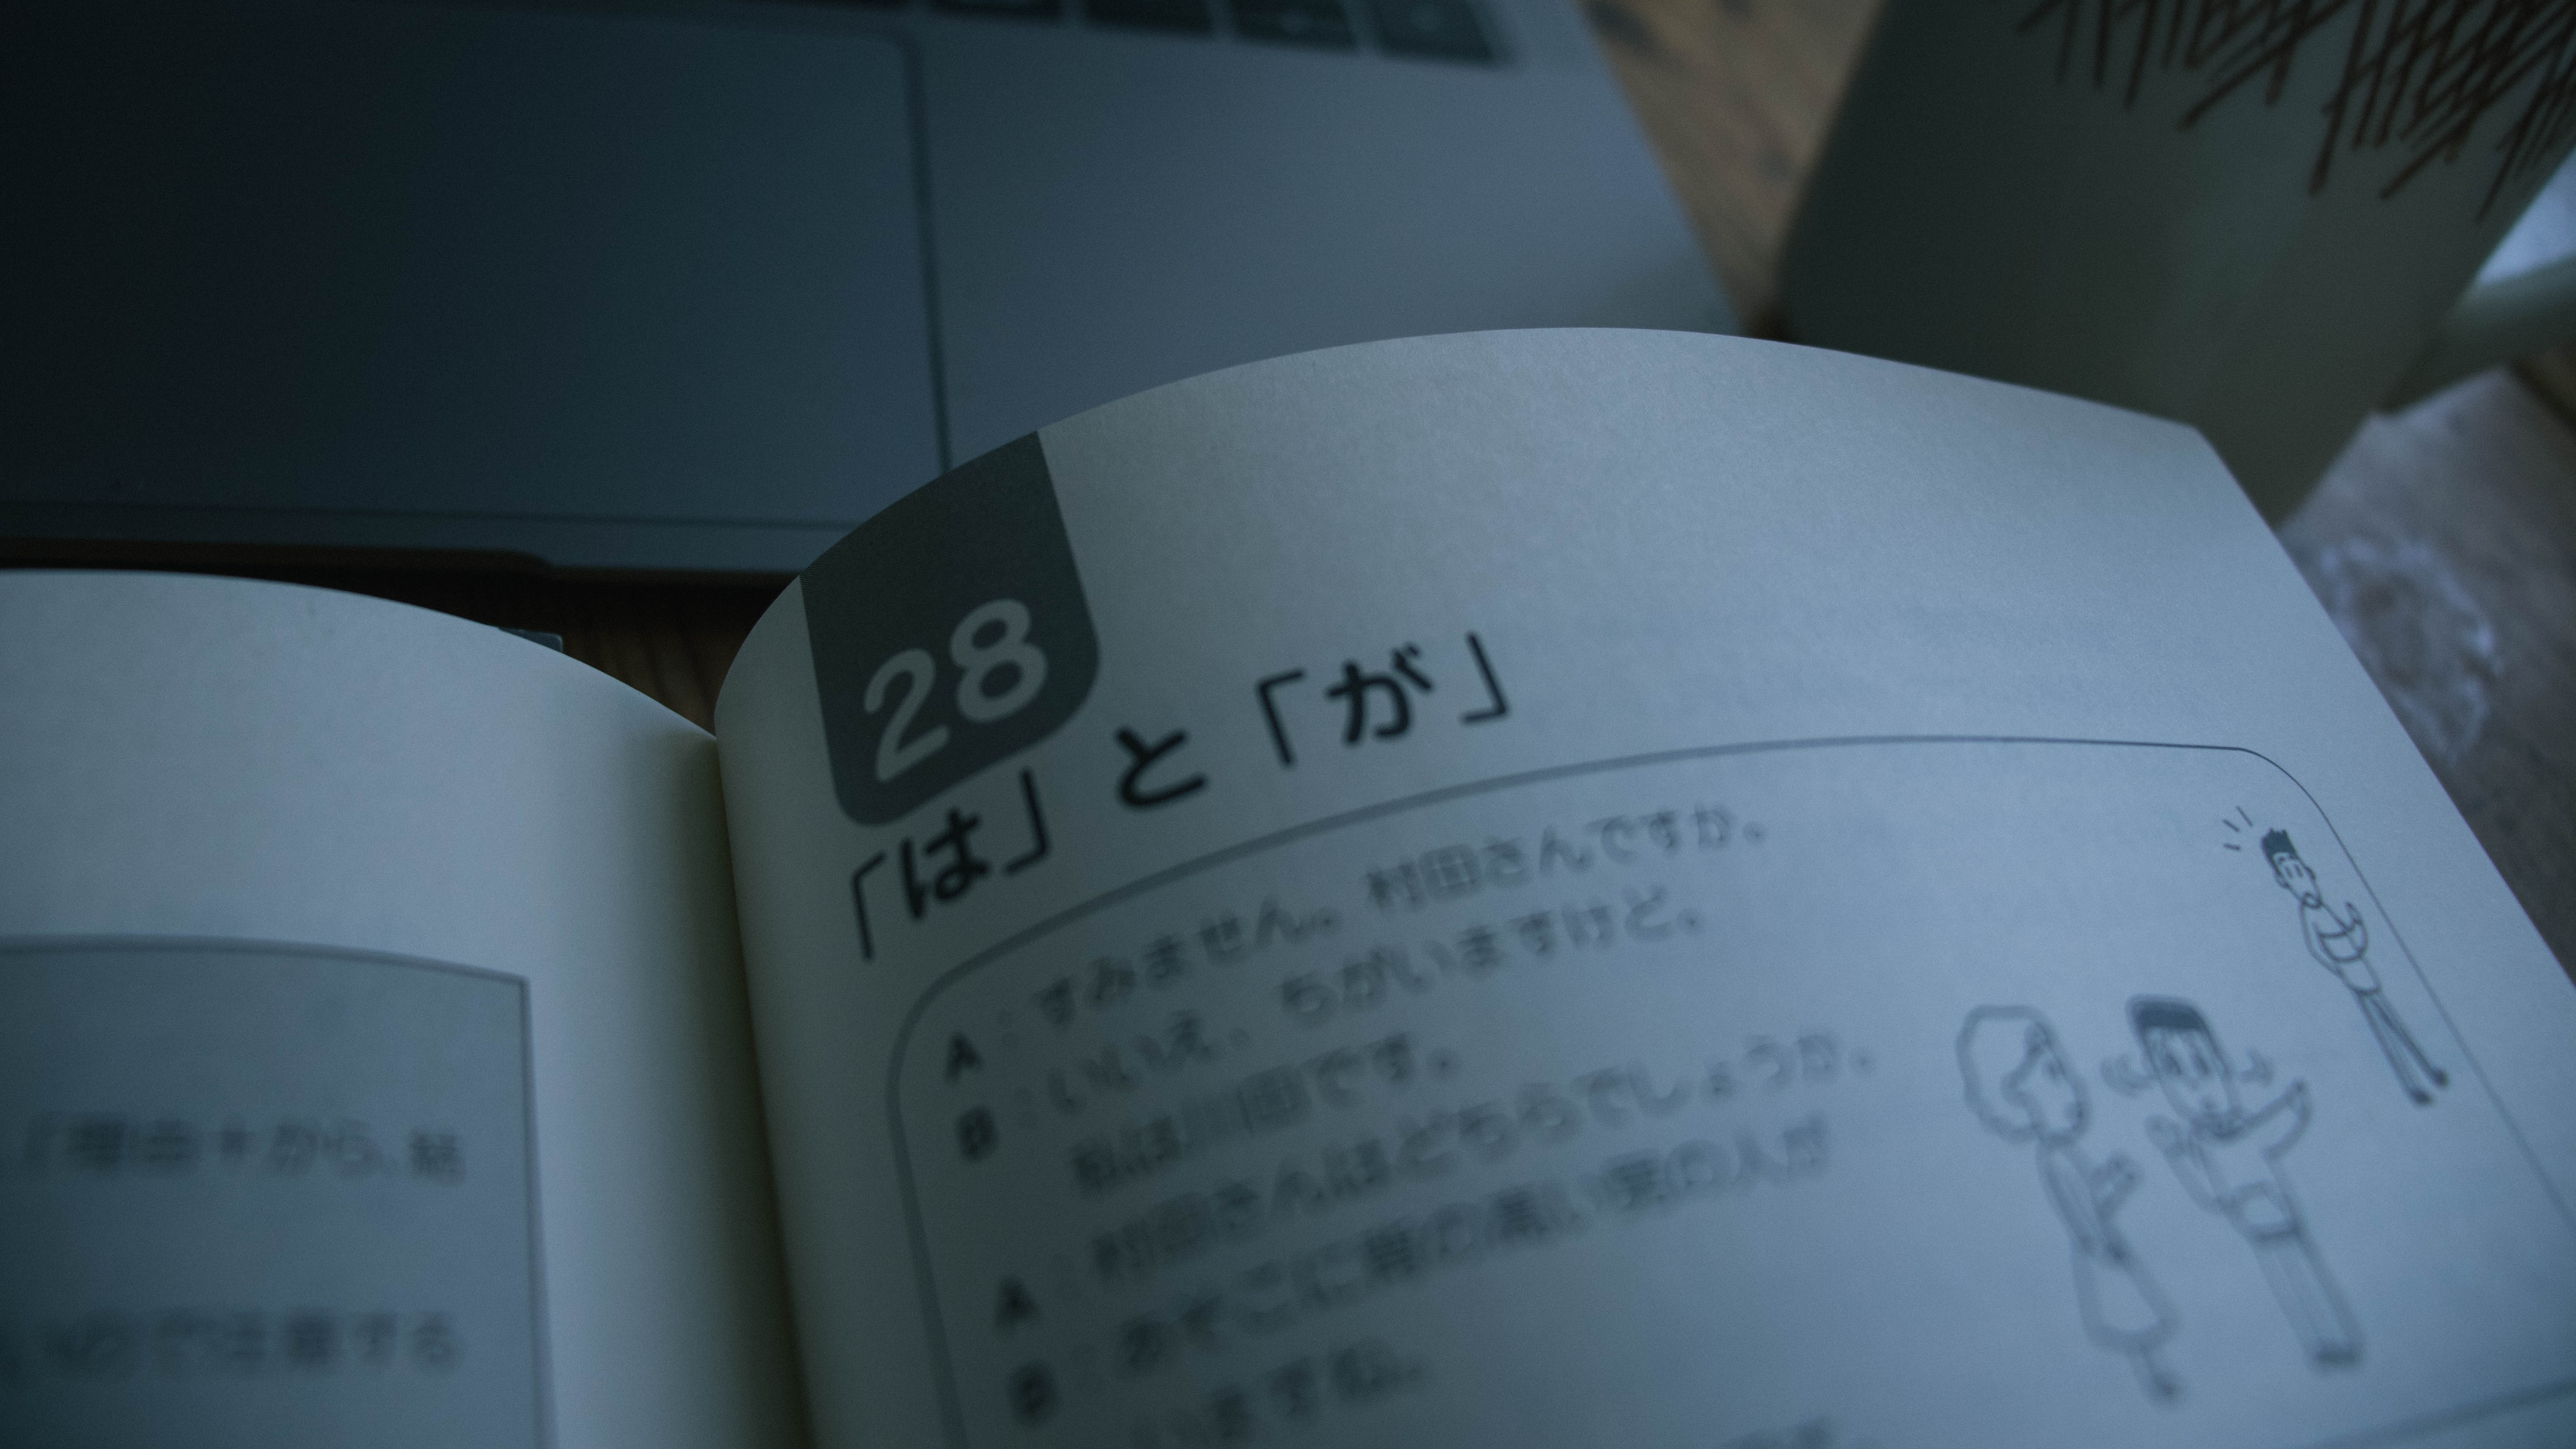 「理由＋から、結
ので注意する
28
「は」と「が」
A：すみません。村田さんですか。
B：いいえ、ちがいますけど。
私は川田です。
A：村田さんはどちらでしょうか。
B：あそこに背の高い男の人が
いますね。